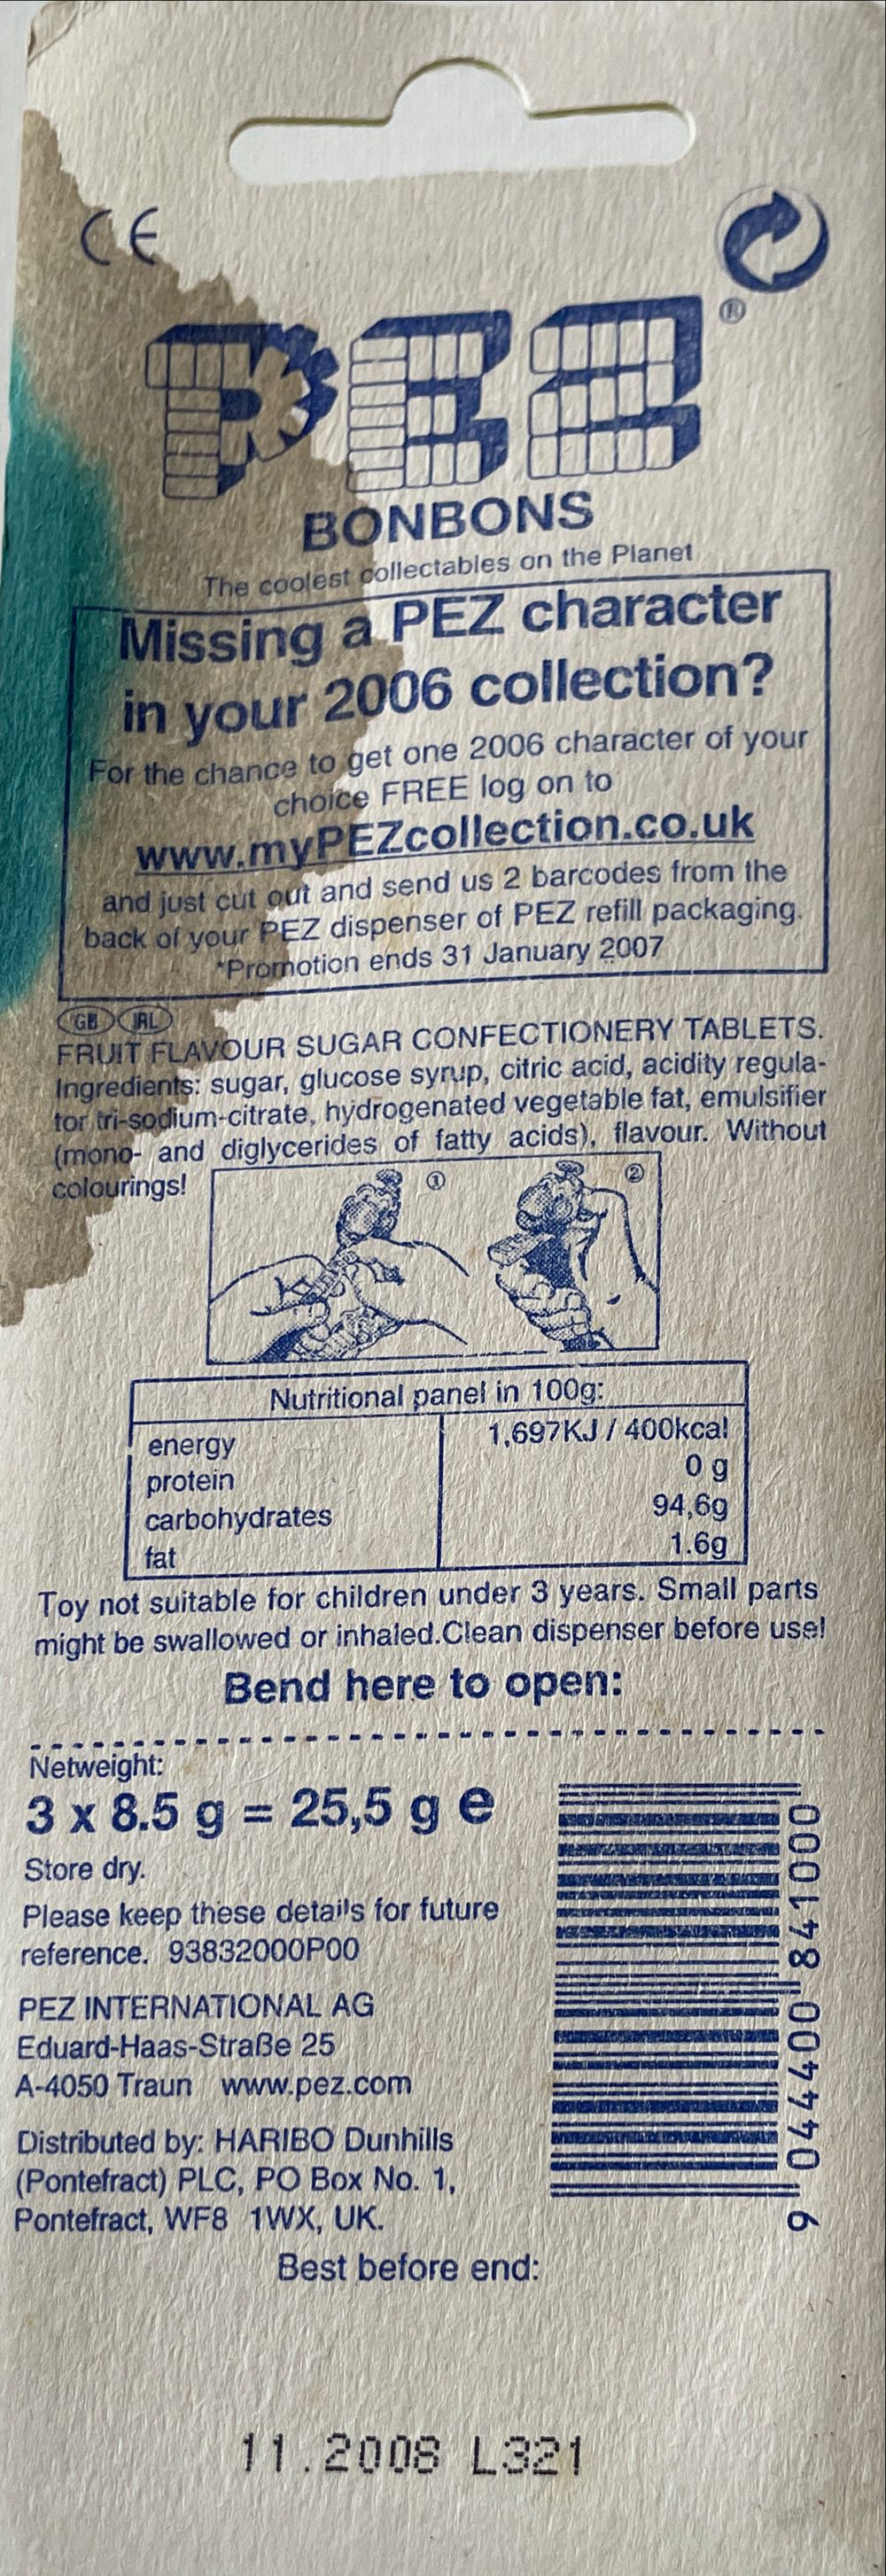 CE
PEZ®
BONBONS
The coolest collectables on the Planet
Missing a PEZ character
in your 2006 collection?
For the chance to get one 2006 character of your
choice FREE log on to
www.myPEZcollection.co.uk
and just cut out and send us 2 barcodes from the
back of your PEZ dispenser of PEZ refill packaging.
*Promotion ends 31 January 2007
GB IRL
FRUIT FLAVOUR SUGAR CONFECTIONERY TABLETS.
Ingredients: sugar, glucose syrup, citric acid, acidity regula-
tor tri-sodium-citrate, hydrogenated vegetable fat, emulsifier
(mono- and diglycerides of fatty acids), flavour. Without
colourings!
① ②
Nutritional panel in 100g:
energy 1,697KJ / 400kcal
protein 0 g
carbohydrates 94,6g
fat 1.6g
Toy not suitable for children under 3 years. Small parts
might be swallowed or inhaled.Clean dispenser before use!
Bend here to open:
Netweight:
3 x 8.5 g = 25,5 g e
Store dry.
Please keep these details for future
reference. 93832000P00
PEZ INTERNATIONAL AG
Eduard-Haas-Straße 25
A-4050 Traun www.pez.com
Distributed by: HARIBO Dunhills
(Pontefract) PLC, PO Box No. 1,
Pontefract, WF8 1WX, UK.
9 044400 841000
Best before end:
11.2008 L321